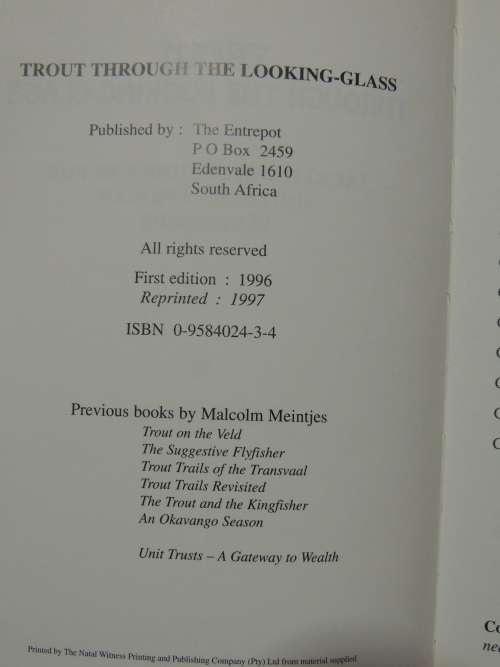 TROUT THROUGH THE LOOKING-GLASS
Published by : The Entrepot
P O Box 2459
Edenvale 1610
South Africa
All rights reserved
First edition : 1996
Reprinted : 1997
ISBN 0-9584024-3-4
Previous books by Malcolm Meintjes
Trout on the Veld
The Suggestive Flyfisher
Trout Trails of the Transvaal
Trout Trails Revisited
The Trout and the Kingfisher
An Okavango Season
Unit Trusts – A Gateway to Wealth
Printed by The Natal Witness Printing and Publishing Company (Pty) Ltd from material supplied